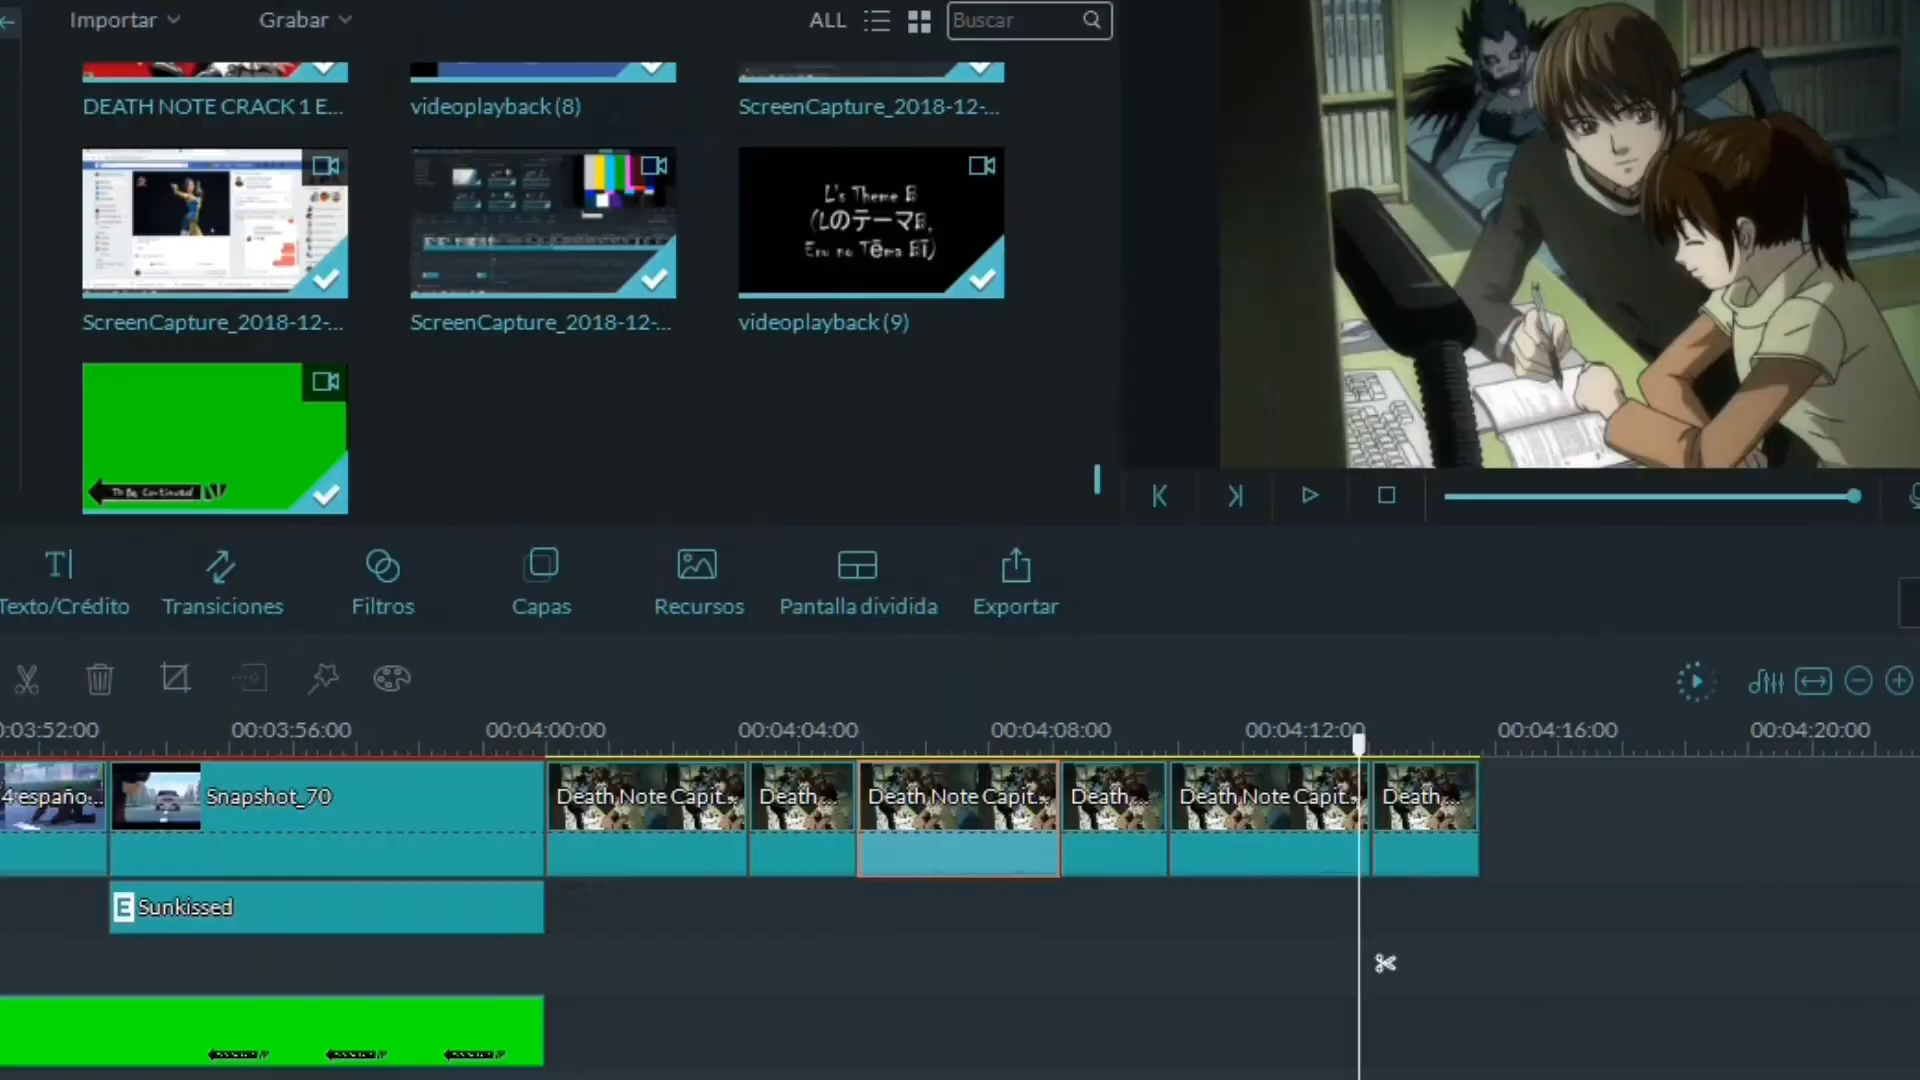 Importar
Grabar
ALL
Buscar
DEATH NOTE CRACK 1 E...
videoplayback (8)
ScreenCapture_2018-12-...
L's Theme B
(LのテーマB,
Eru no Tēma Bī)
ScreenCapture_2018-12-...
ScreenCapture_2018-12-...
videoplayback (9)
To Be Continued
Texto/Crédito
Transiciones
Filtros
Capas
Recursos
Pantalla dividida
Exportar
0:03:52:00
00:03:56:00
00:04:00:00
00:04:04:00
00:04:08:00
00:04:12:00
00:04:16:00
00:04:20:00
4 españo...
Snapshot_70
Death Note Capit...
Death ...
Death Note Capit...
Death ...
Death Note Capit...
Death ...
E Sunkissed